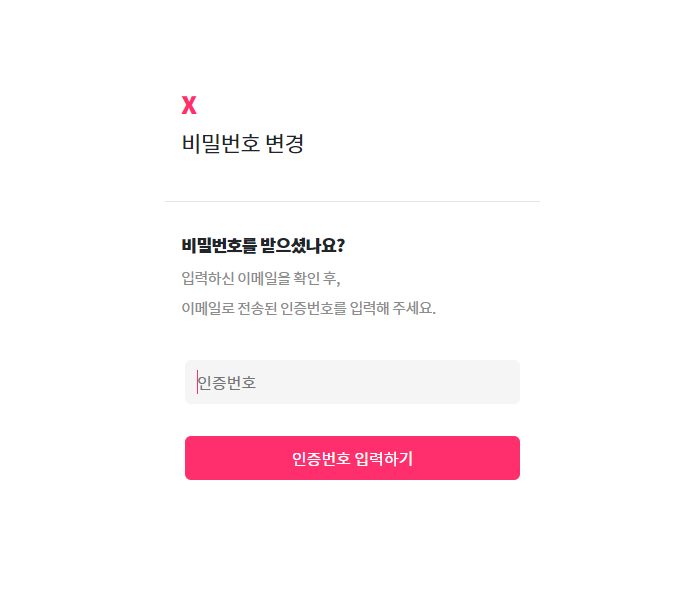 X
비밀번호 변경
비밀번호를 받으셨나요?
입력하신 이메일을 확인 후,
이메일로 전송된 인증번호를 입력해 주세요.
인증번호
인증번호 입력하기